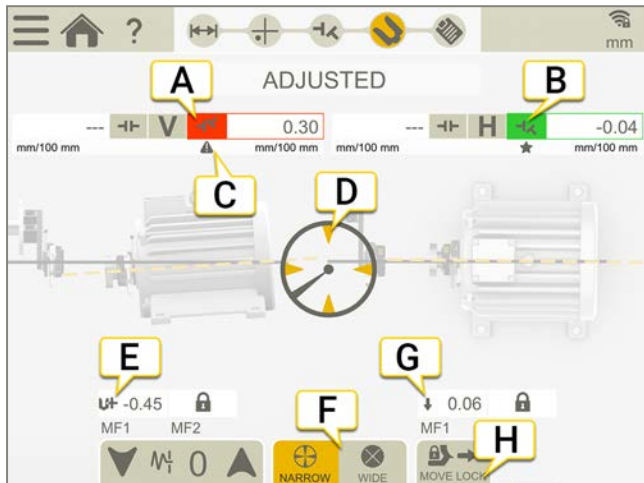 ?
mm
ADJUSTED
A
B
--- V 0.30
--- H -0.04
mm/100 mm mm/100 mm mm/100 mm mm/100 mm
C
D
E
G
-0.45
0.06
F
MF1 MF2
MF1
H
0
NARROW WIDE MOVE LOCK